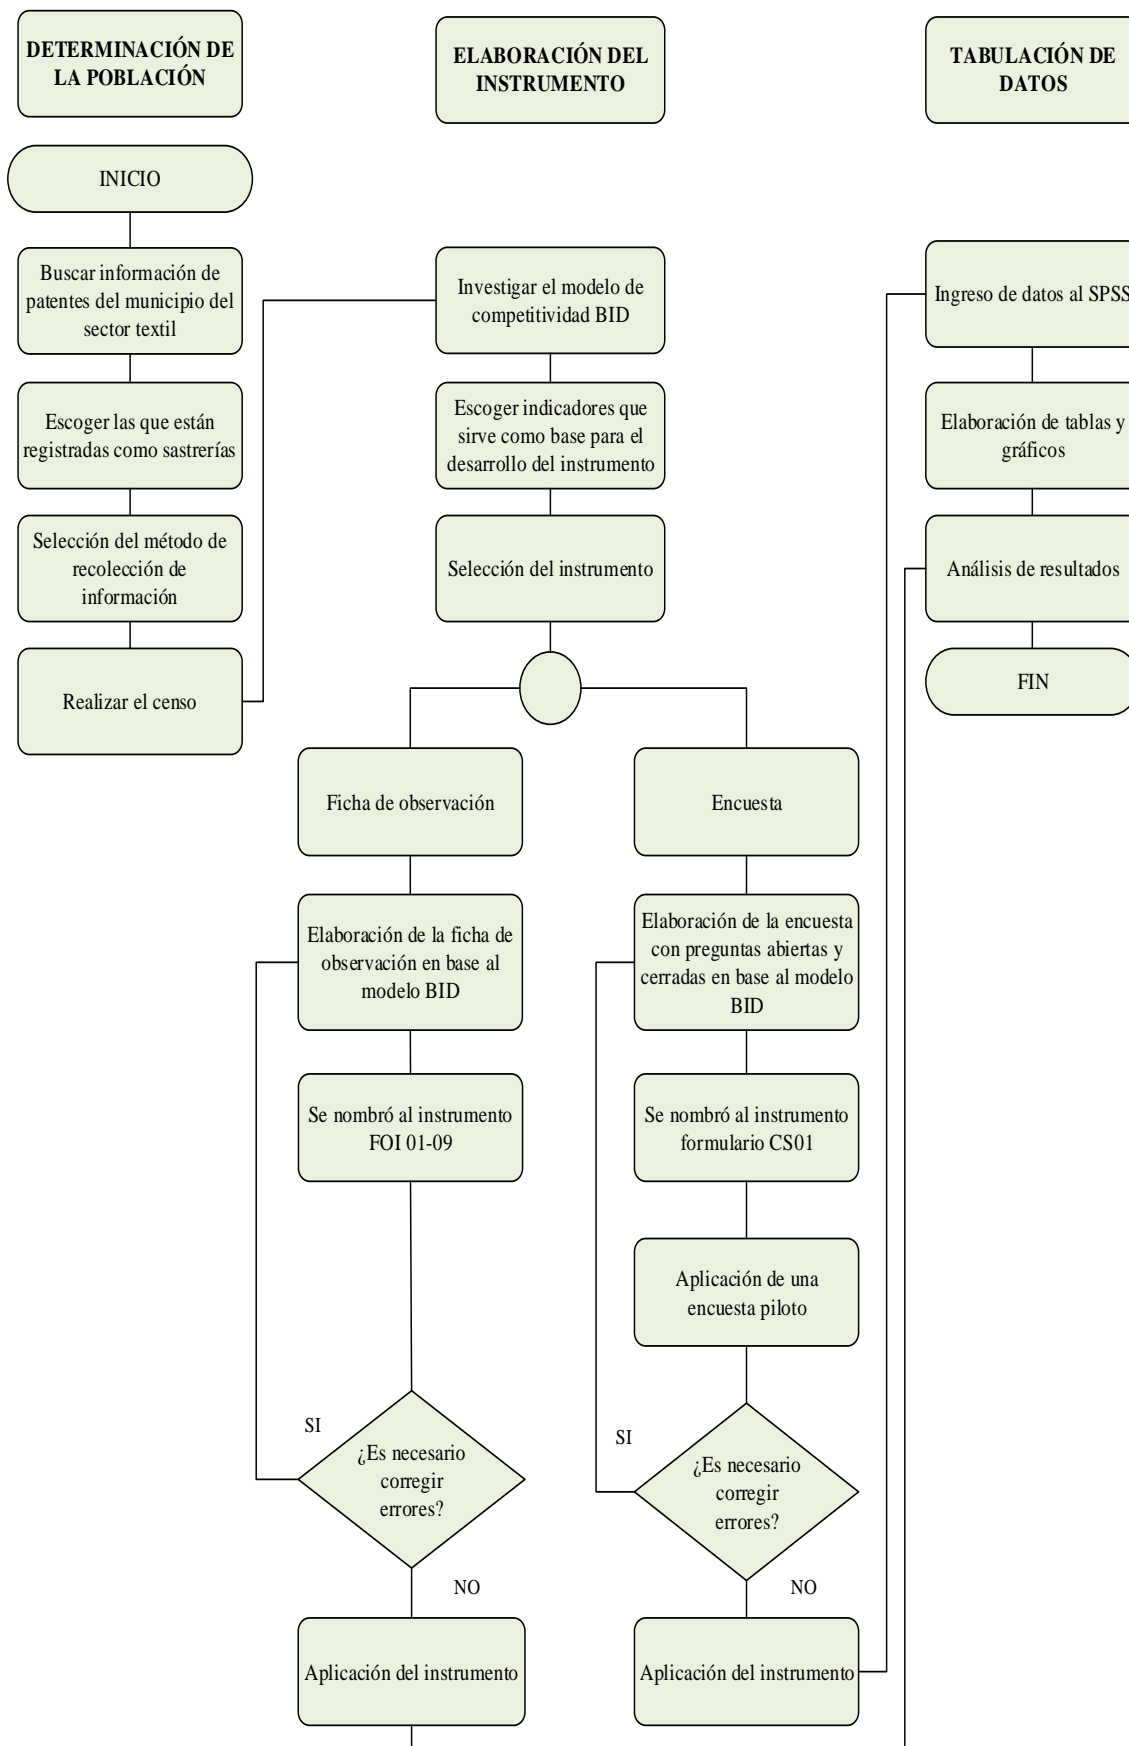 DETERMINACIÓN DE
LA POBLACIÓN
INICIO
Buscar información de
patentes del municipio del
sector textil
Escoger las que están
registradas como sastrerías
Selección del método de
recolección de
información
Realizar el censo
ELABORACIÓN DEL
INSTRUMENTO
Investigar el modelo de
competitividad BID
Escoger indicadores que
sirve como base para el
desarrollo del instrumento
Selección del instrumento
Ficha de observación
Elaboración de la ficha de
observación en base al
modelo BID
Se nombró al instrumento
FOI 01-09
SI
¿Es necesario
corregir
errores?
NO
Aplicación del instrumento
Encuesta
Elaboración de la encuesta
con preguntas abiertas y
cerradas en base al modelo
BID
Se nombró al instrumento
formulario CS01
Aplicación de una
encuesta piloto
SI
¿Es necesario
corregir
errores?
NO
Aplicación del instrumento
TABULACIÓN DE
DATOS
Ingreso de datos al SPSS
Elaboración de tablas y
gráficos
Análisis de resultados
FIN